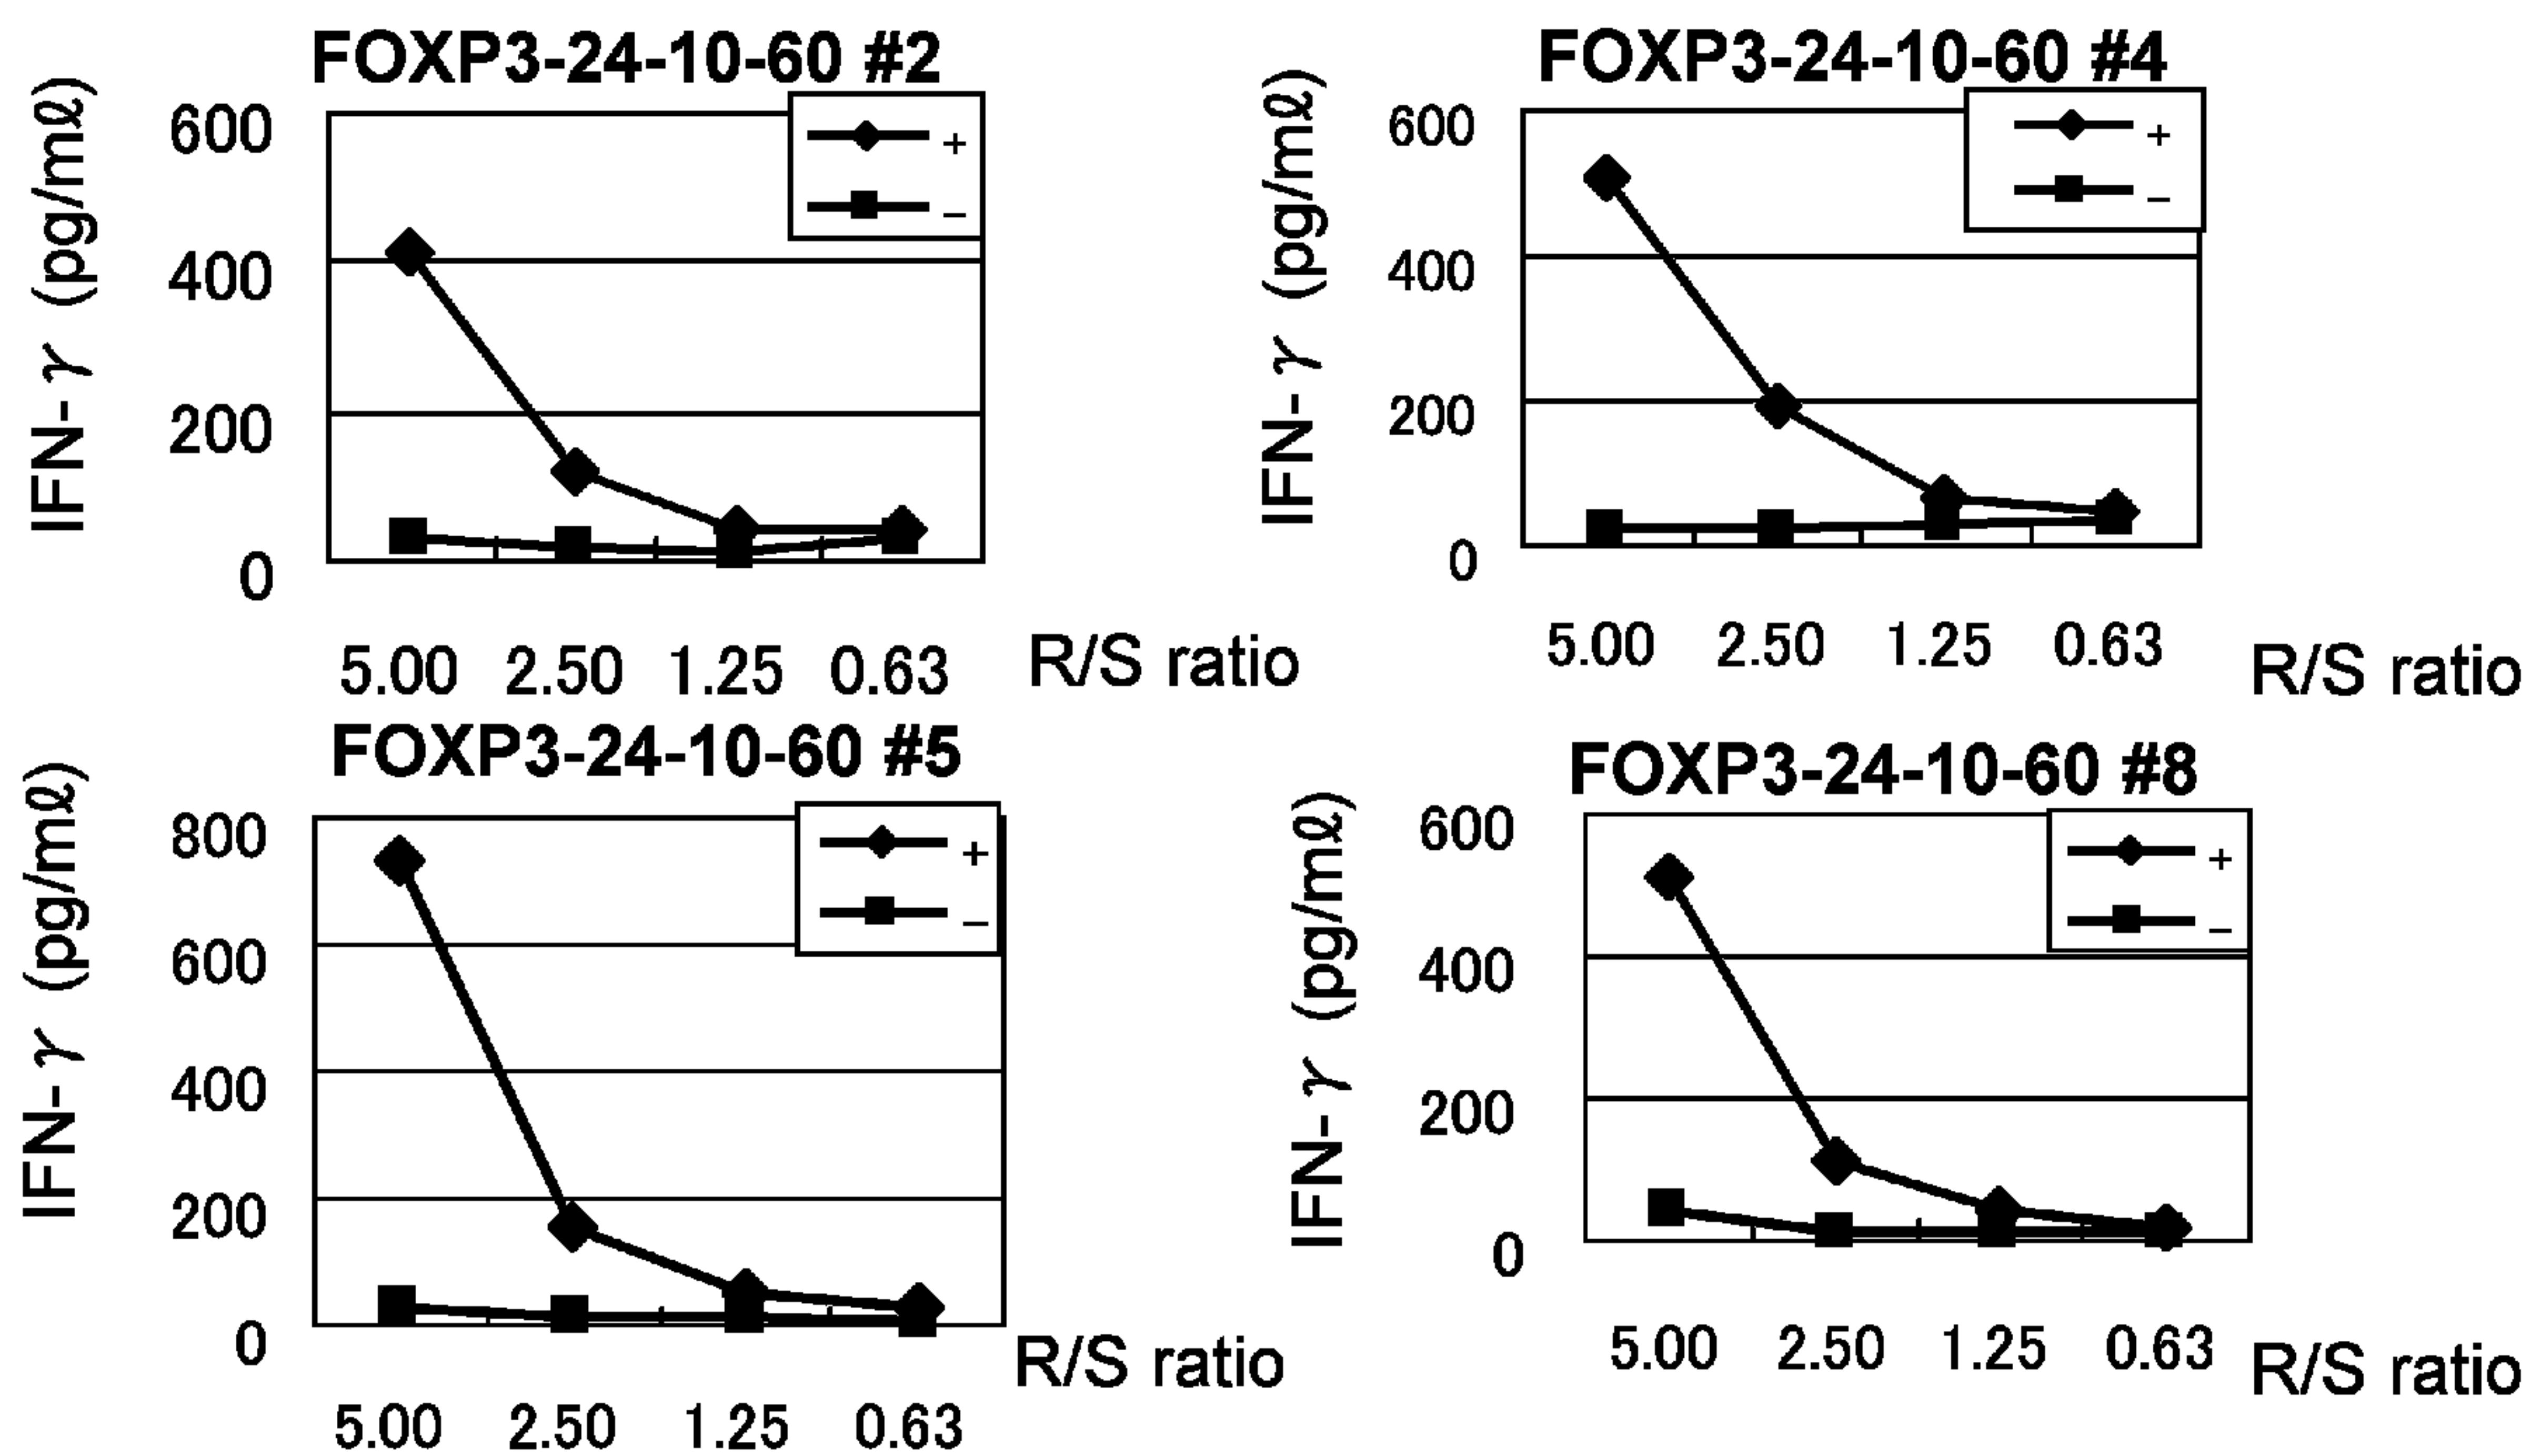 FOXP3-24-10-60 #2
IFN-γ (pg/mℓ)
600
400
200
0
+
−
5.00 2.50 1.25 0.63
R/S ratio
FOXP3-24-10-60 #4
IFN-γ (pg/mℓ)
600
400
200
0
+
−
5.00 2.50 1.25 0.63
R/S ratio
FOXP3-24-10-60 #5
IFN-γ (pg/mℓ)
800
600
400
200
0
+
−
5.00 2.50 1.25 0.63
R/S ratio
FOXP3-24-10-60 #8
IFN-γ (pg/mℓ)
600
400
200
0
+
−
5.00 2.50 1.25 0.63
R/S ratio